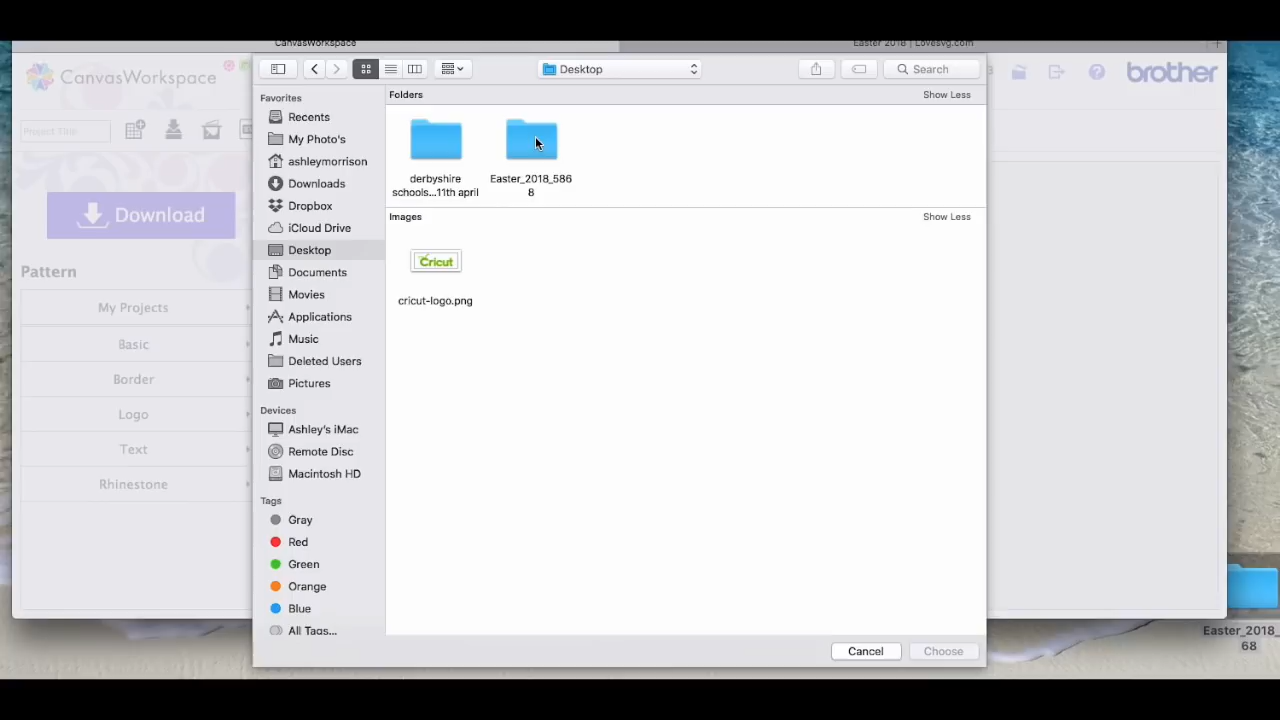 CanvasWorkspace
Easter 2018 | Lovesvg.com
CanvasWorkspace
Desktop
Search
brother
Project Title
Download
Pattern
My Projects
Basic
Border
Logo
Text
Rhinestone
Favorites
Recents
My Photo's
ashleymorrison
Downloads
Dropbox
iCloud Drive
Desktop
Documents
Movies
Applications
Music
Deleted Users
Pictures
Devices
Ashley's iMac
Remote Disc
Macintosh HD
Tags
Gray
Red
Green
Orange
Blue
All Tags...
Folders
Show Less
derbyshire
schools...11th april
Easter_2018_586
8
Images
Show Less
Cricut
cricut-logo.png
Cancel
Choose
Easter_2018_
68